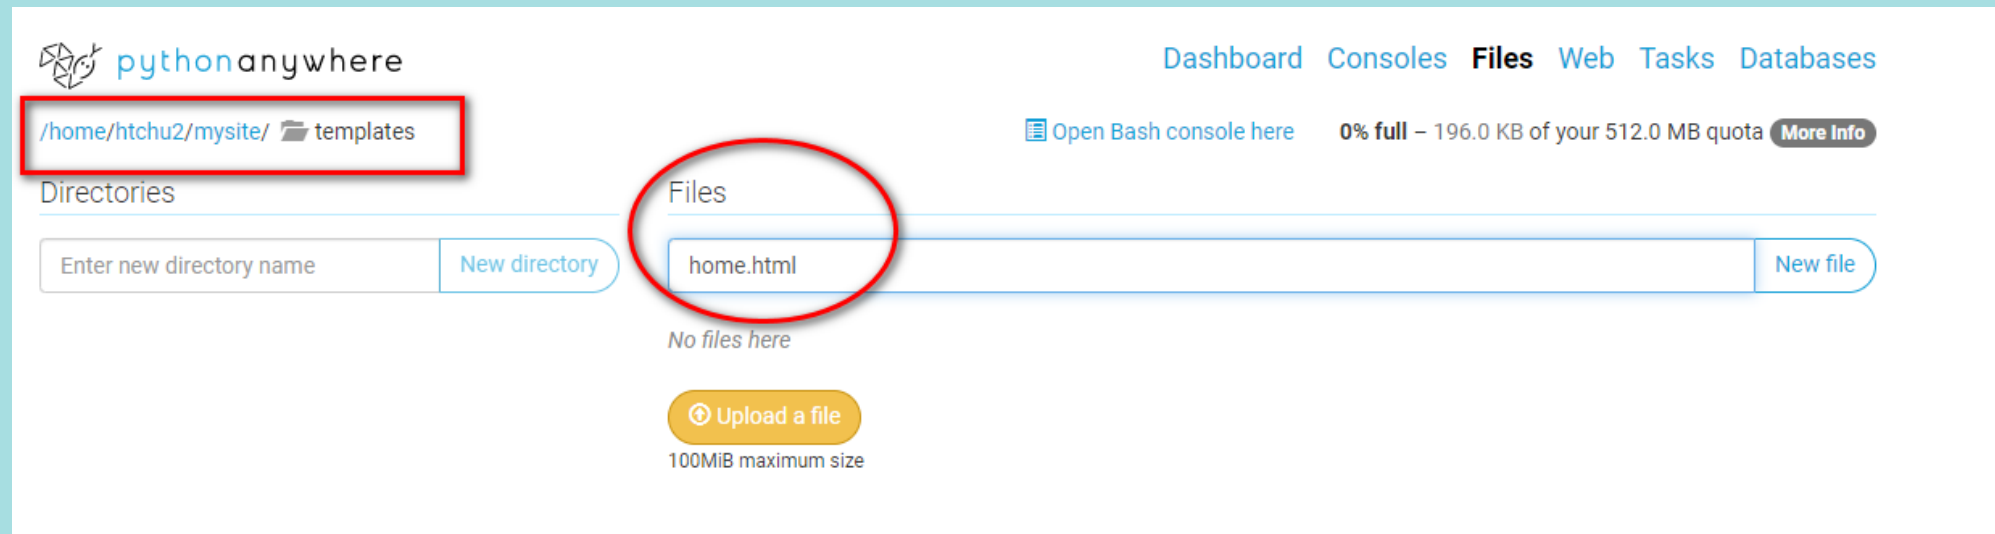 pythonanywhere
Dashboard Consoles Files Web Tasks Databases
/home/htchu2/mysite/ templates
Open Bash console here 0% full – 196.0 KB of your 512.0 MB quota More Info
Directories
Files
Enter new directory name New directory
home.html New file
No files here
Upload a file
100MiB maximum size